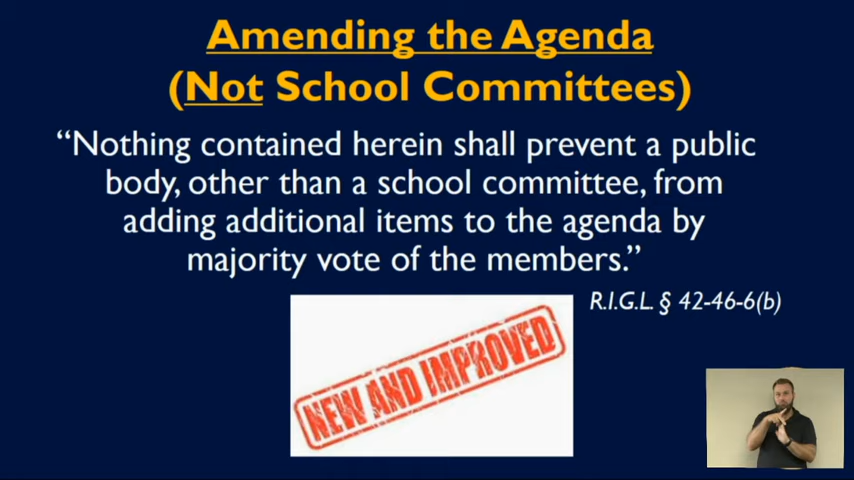 Amending the Agenda
(Not School Committees)
“Nothing contained herein shall prevent a public
body, other than a school committee, from
adding additional items to the agenda by
majority vote of the members.”
R.I.G.L. § 42-46-6(b)
NEW AND IMPROVED